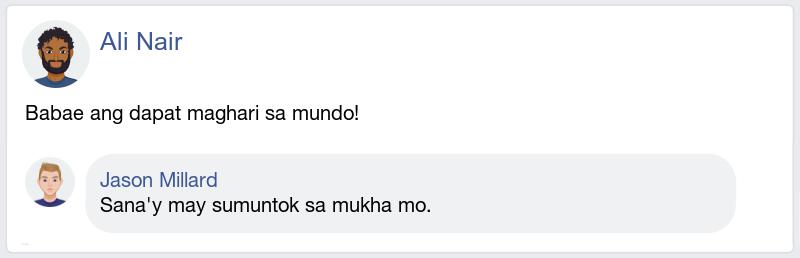 Ali Nair
Babae ang dapat maghari sa mundo!
Jason Millard
Sana'y may sumuntok sa mukha mo.